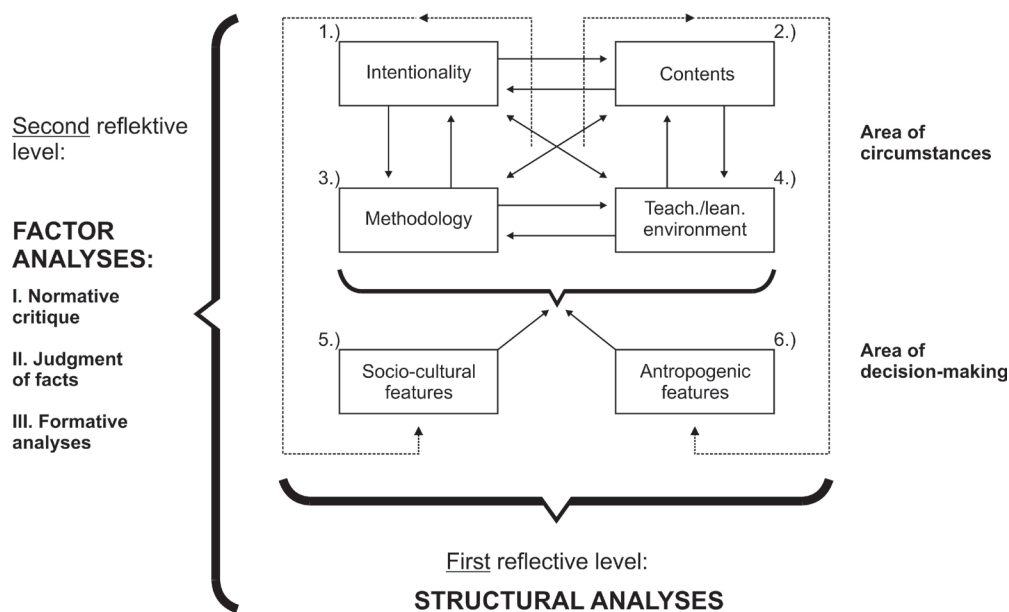 1.)
Intentionality
2.)
Contents
Second reflektive
level:
Area of
circumstances
3.)
Methodology
4.)
Teach./lean.
environment
FACTOR
ANALYSES:
I. Normative
critique
II. Judgment
of facts
III. Formative
analyses
5.)
Socio-cultural
features
6.)
Antropogenic
features
Area of
decision-making
First reflective level:
STRUCTURAL ANALYSES